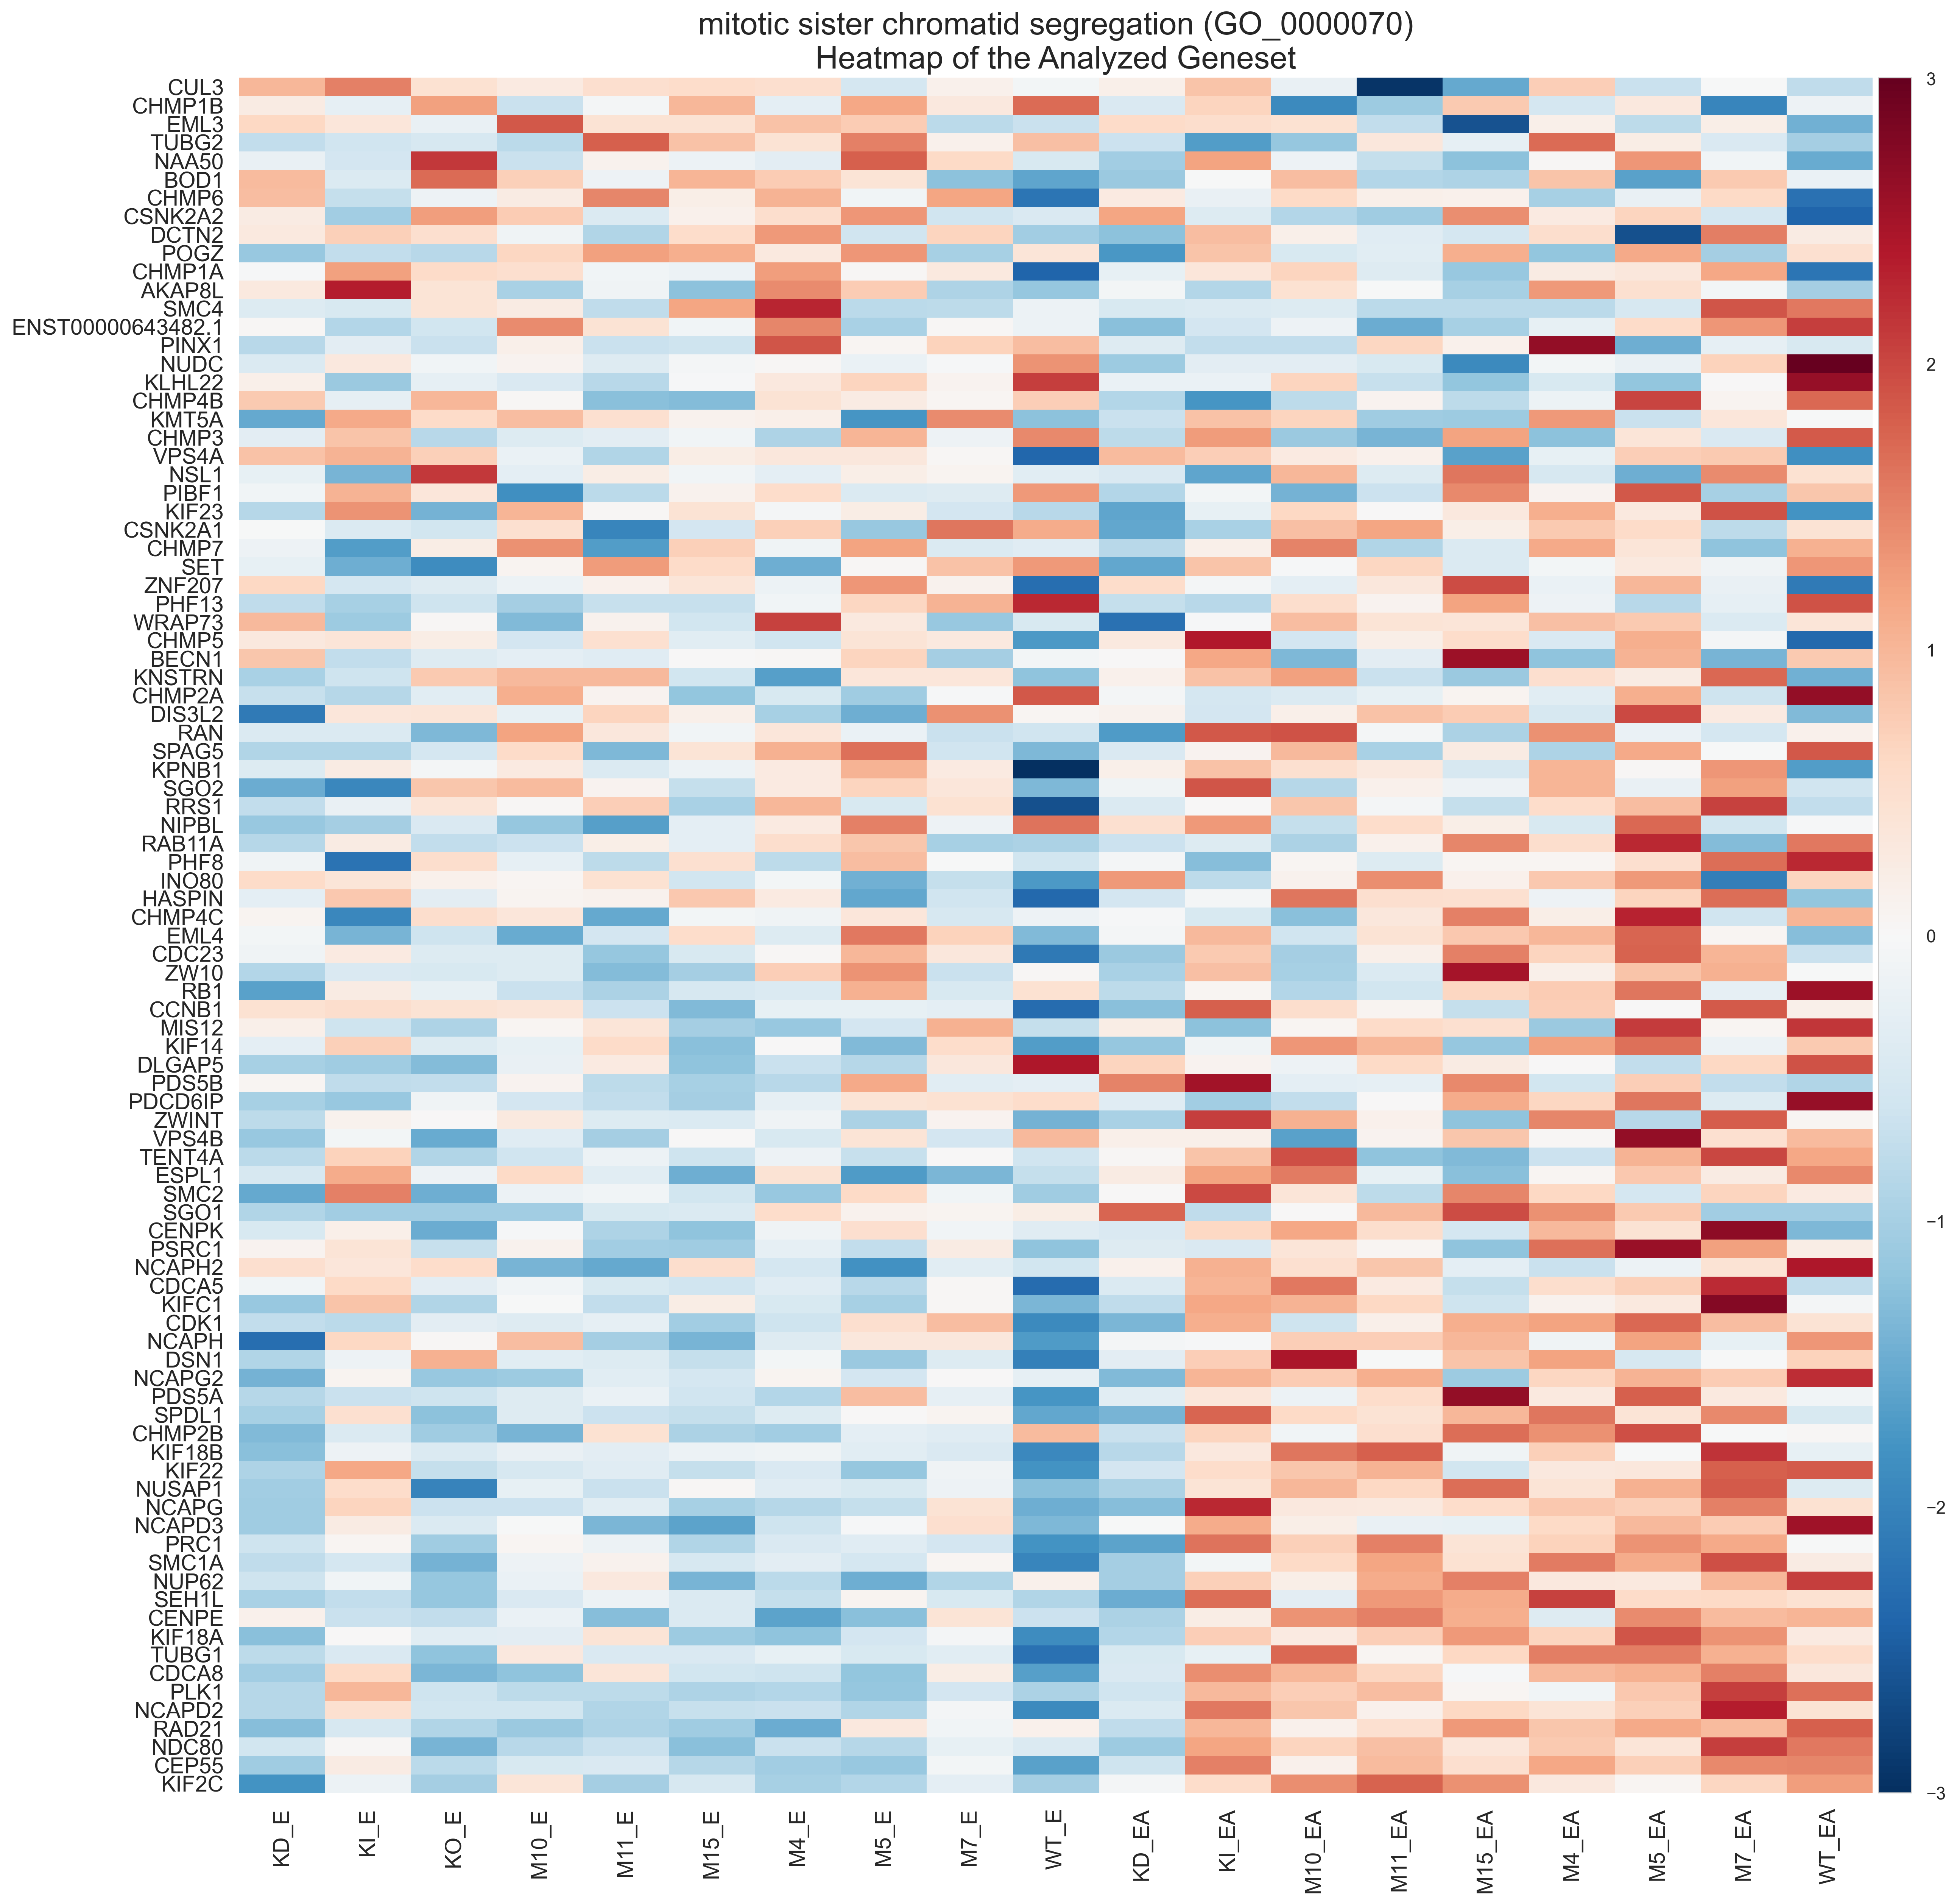 mitotic sister chromatid segregation (GO_0000070)
Heatmap of the Analyzed Geneset
CUL3
CHMP1B
EML3
TUBG2
NAA50
BOD1
CHMP6
CSNK2A2
DCTN2
POGZ
CHMP1A
AKAP8L
SMC4
ENST00000643482.1
PINX1
NUDC
KLHL22
CHMP4B
KMT5A
CHMP3
VPS4A
NSL1
PIBF1
KIF23
CSNK2A1
CHMP7
SET
ZNF207
PHF13
WRAP73
CHMP5
BECN1
KNSTRN
CHMP2A
DIS3L2
RAN
SPAG5
KPNB1
SGO2
RRS1
NIPBL
RAB11A
PHF8
INO80
HASPIN
CHMP4C
EML4
CDC23
ZW10
RB1
CCNB1
MIS12
KIF14
DLGAP5
PDS5B
PDCD6IP
ZWINT
VPS4B
TENT4A
ESPL1
SMC2
SGO1
CENPK
PSRC1
NCAPH2
CDCA5
KIFC1
CDK1
NCAPH
DSN1
NCAPG2
PDS5A
SPDL1
CHMP2B
KIF18B
KIF22
NUSAP1
NCAPG
NCAPD3
PRC1
SMC1A
NUP62
SEH1L
CENPE
KIF18A
TUBG1
CDCA8
PLK1
NCAPD2
RAD21
NDC80
CEP55
KIF2C
KD_E
KI_E
KO_E
M10_E
M11_E
M15_E
M4_E
M5_E
M7_E
WT_E
KD_EA
KI_EA
M10_EA
M11_EA
M15_EA
M4_EA
M5_EA
M7_EA
WT_EA
3
2
1
0
−1
−2
−3